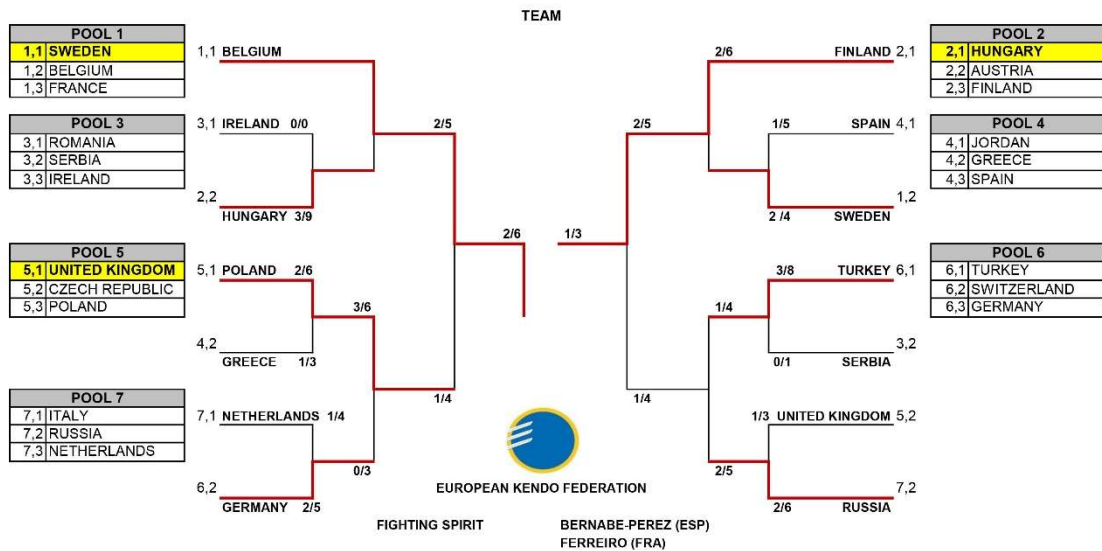 TEAM
POOL 1
1,1 SWEDEN
1,2 BELGIUM
1,3 FRANCE
POOL 3
3,1 ROMANIA
3,2 SERBIA
3,3 IRELAND
POOL 5
5,1 UNITED KINGDOM
5,2 CZECH REPUBLIC
5,3 POLAND
POOL 7
7,1 ITALY
7,2 RUSSIA
7,3 NETHERLANDS
1,1 BELGIUM
3,1 IRELAND 0/0
2,2
HUNGARY 3/9
5,1 POLAND 2/6
4,2
GREECE 1/3
7,1 NETHERLANDS 1/4
6,2
GERMANY 2/5
2/5
3/6
0/3
2/6
1/4
1/3
2/5
1/4
2/6
1/4
2/5
FINLAND 2,1
1/5 SPAIN 4,1
1,2
2 /4 SWEDEN
3/8 TURKEY 6,1
3,2
0/1 SERBIA
1/3 UNITED KINGDOM 5,2
7,2
2/6 RUSSIA
POOL 2
2,1 HUNGARY
2,2 AUSTRIA
2,3 FINLAND
POOL 4
4,1 JORDAN
4,2 GREECE
4,3 SPAIN
POOL 6
6,1 TURKEY
6,2 SWITZERLAND
6,3 GERMANY
EUROPEAN KENDO FEDERATION
FIGHTING SPIRIT BERNABE-PEREZ (ESP)
FERREIRO (FRA)